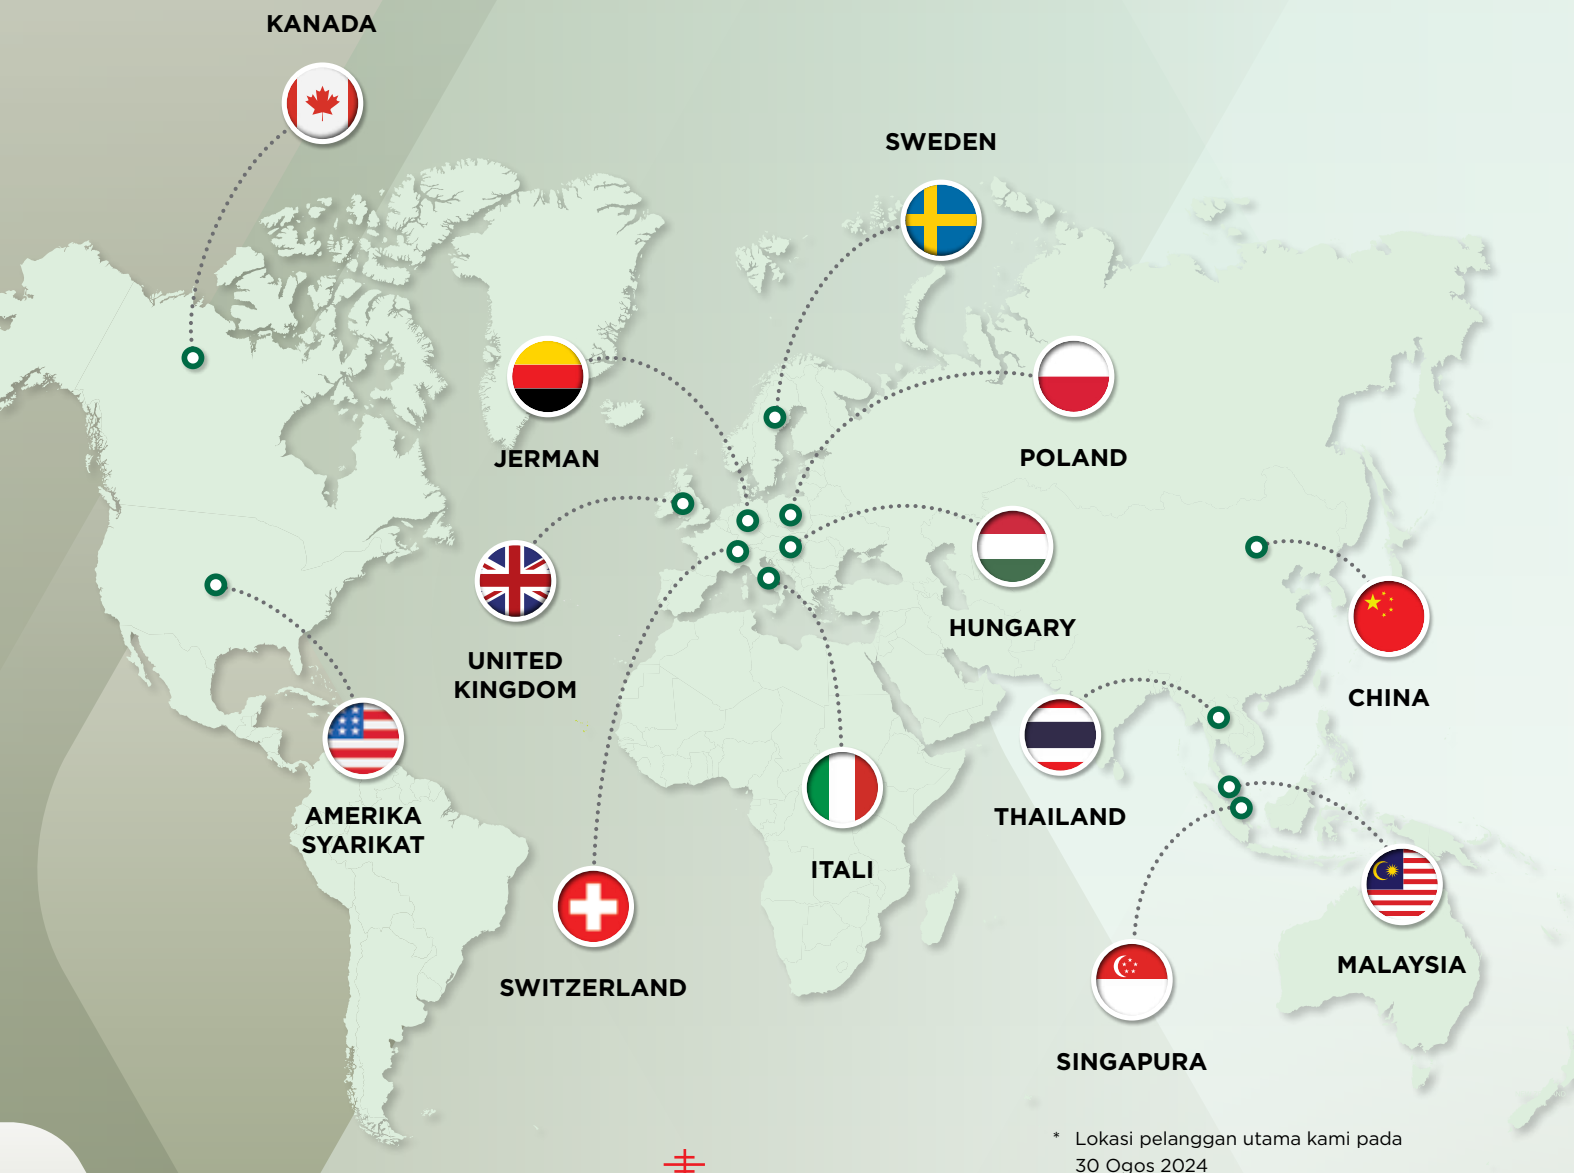 KANADA
SWEDEN
JERMAN
POLAND
UNITED
KINGDOM
HUNGARY
CHINA
AMERIKA
SYARIKAT
THAILAND
ITALI
SWITZERLAND
MALAYSIA
SINGAPURA
* Lokasi pelanggan utama kami pada
30 Ogos 2024